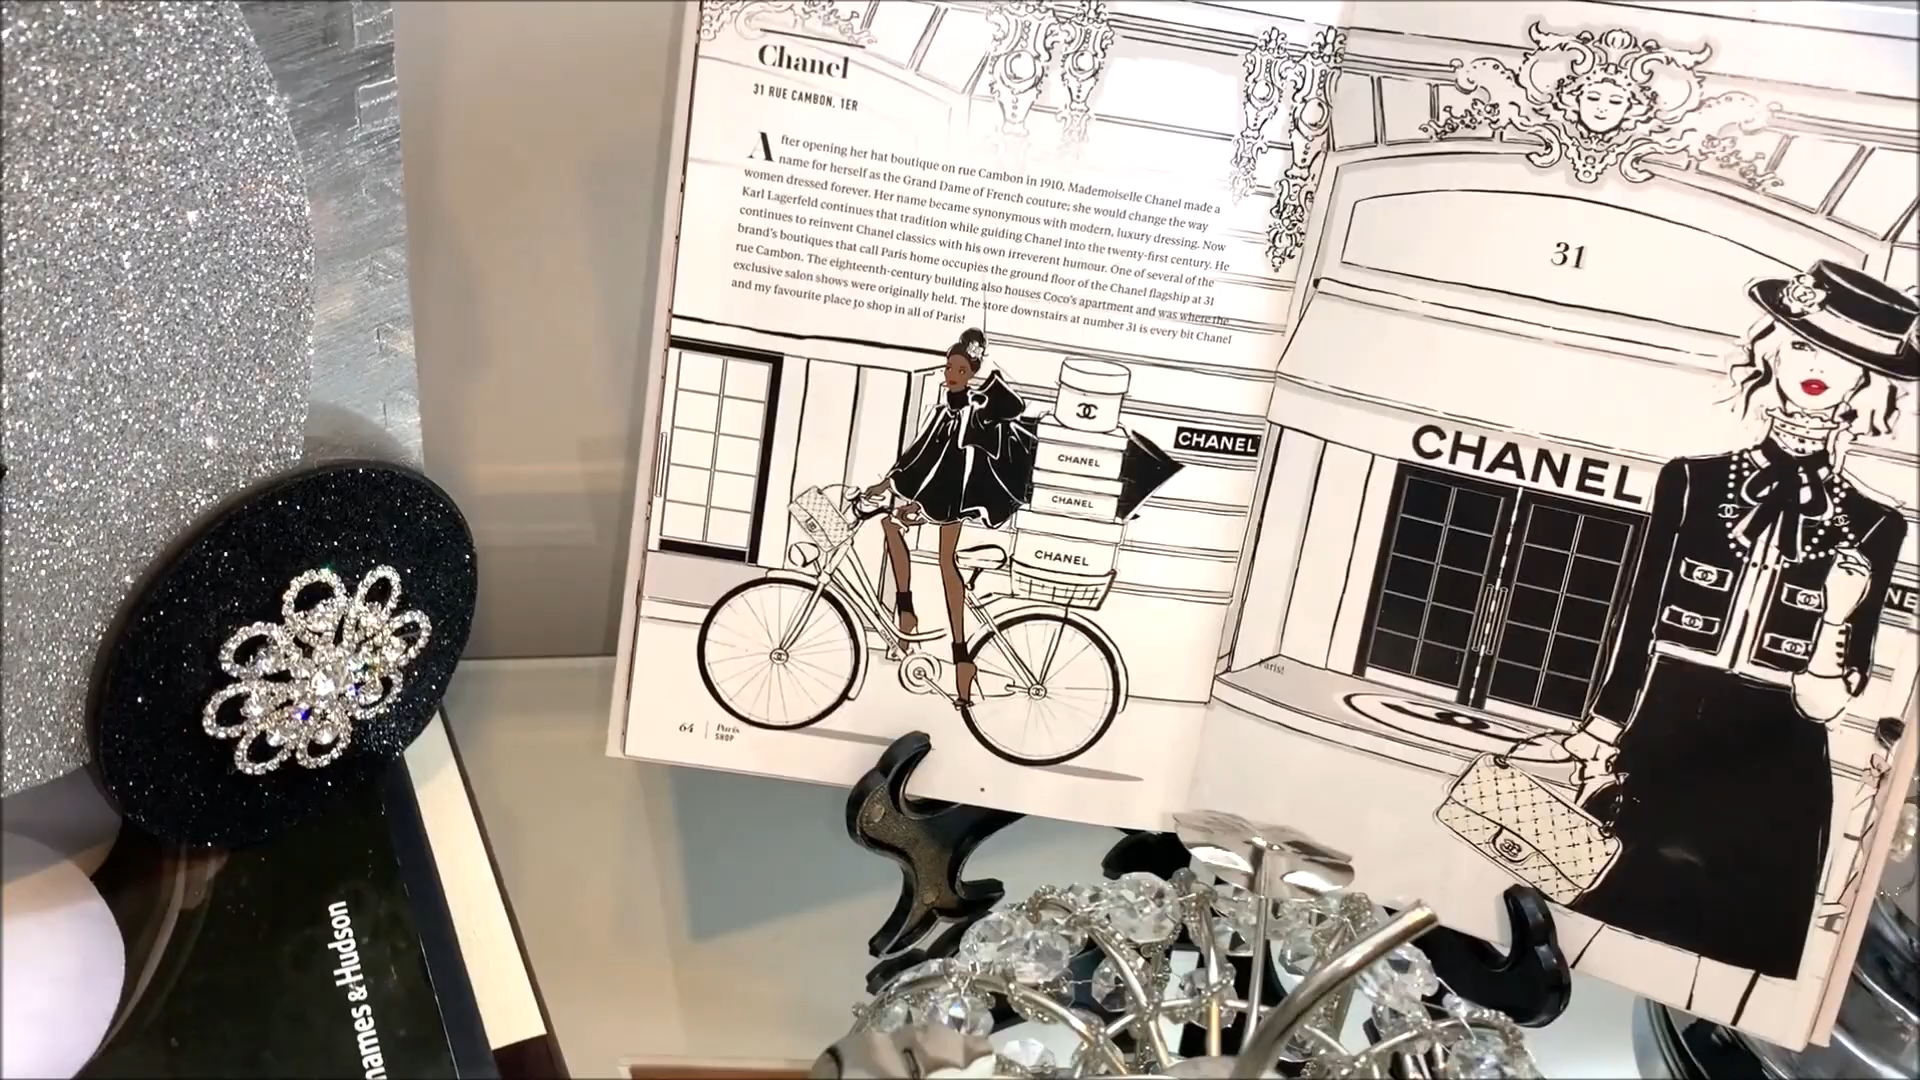 Chanel
31 RUE CAMBON, 1ER
After opening her hat boutique on rue Cambon in 1910, Mademoiselle Chanel made a
name for herself as the Grand Dame of French couture; she would change the way
women dressed forever. Her name became synonymous with modern, luxury dressing. Now
Karl Lagerfeld continues that tradition while guiding Chanel into the twenty-first century. He
continues to reinvent Chanel classics with his own irreverent humour. One of several of the
brand's boutiques that call Paris home occupies the ground floor of the Chanel flagship at 31
rue Cambon. The eighteenth-century building also houses Coco's apartment and was where the
exclusive salon shows were originally held. The store downstairs at number 31 is every bit Chanel
and my favourite place to shop in all of Paris!
CHANEL
CHANEL
CHANEL
CHANEL
64
Paris
SHOP
31
CHANEL
NE
Paris!
hames & Hudson